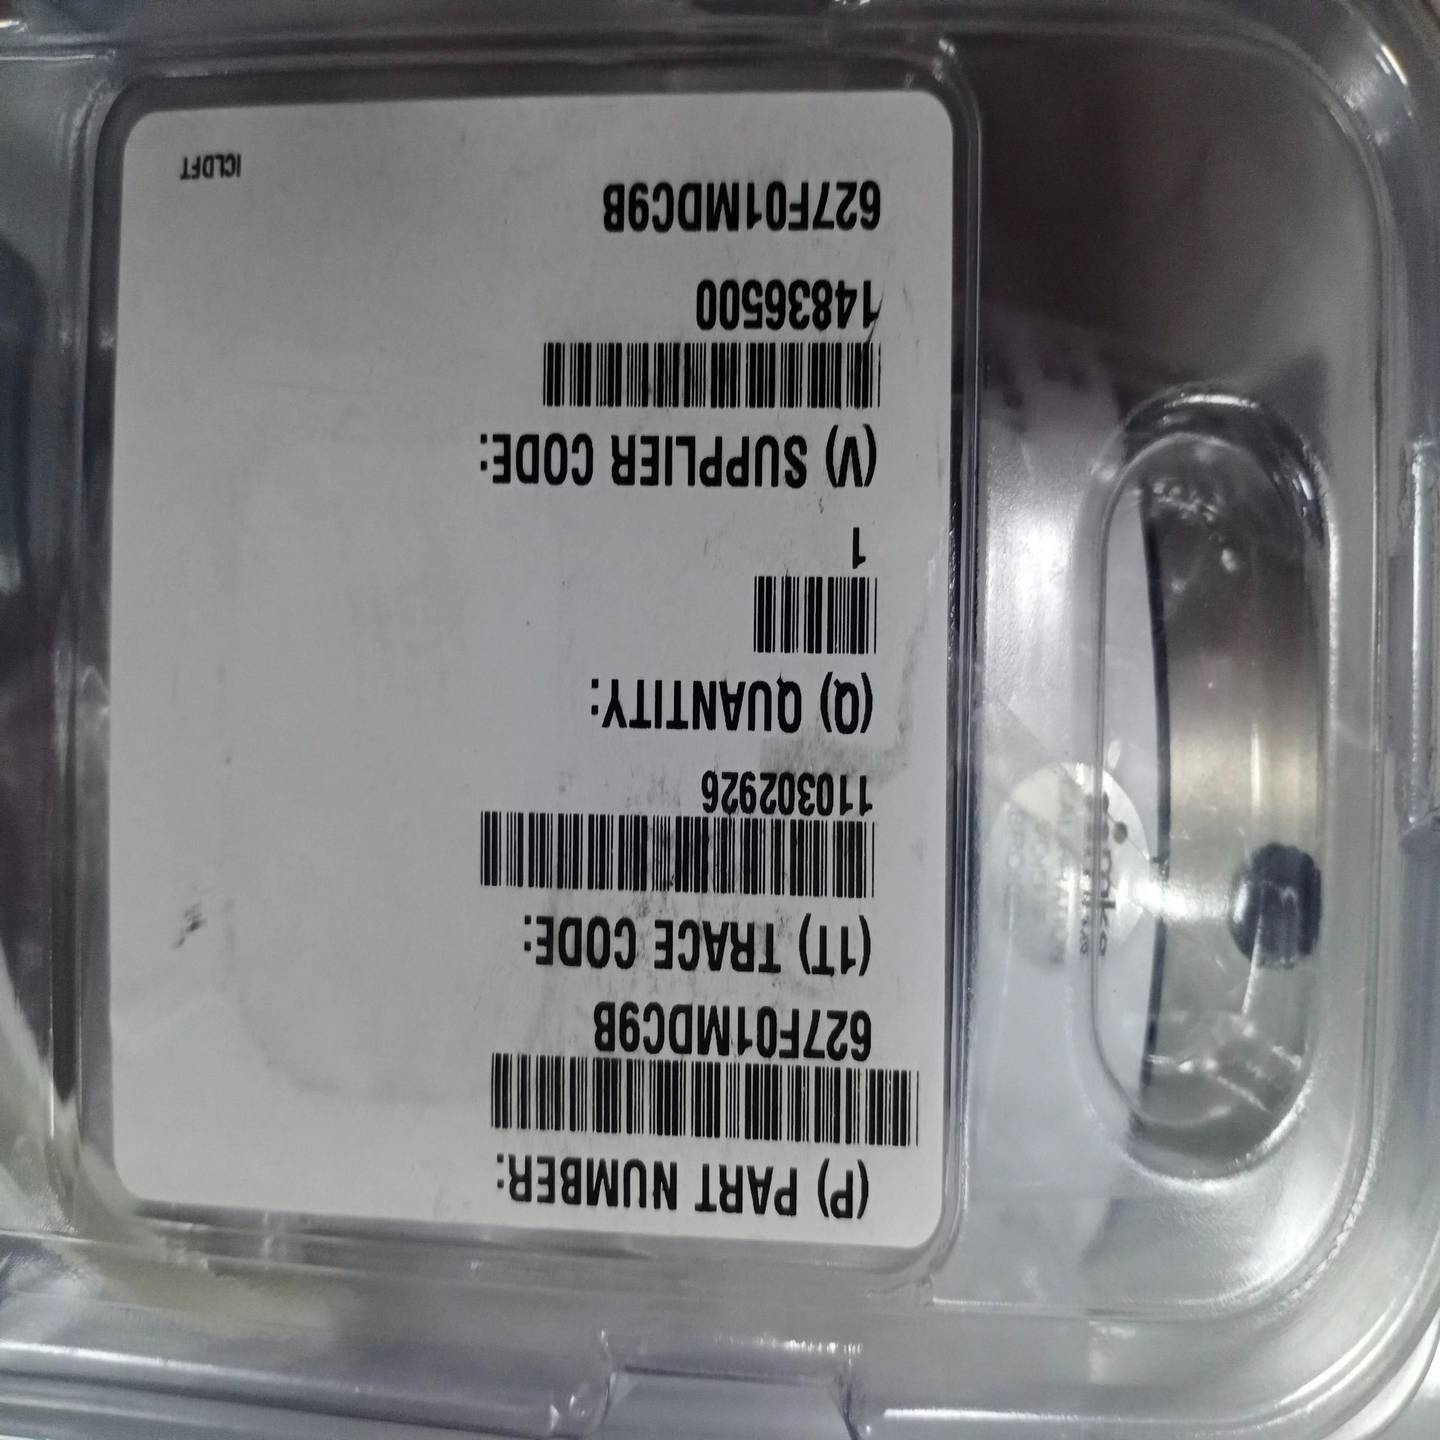 (P) PART NUMBER:
627F01MDC9B
(1T) TRACE CODE:
110302926
(Q) QUANTITY:
1
(V) SUPPLIER CODE:
14836500
627F01MDC9B
ICLDFT